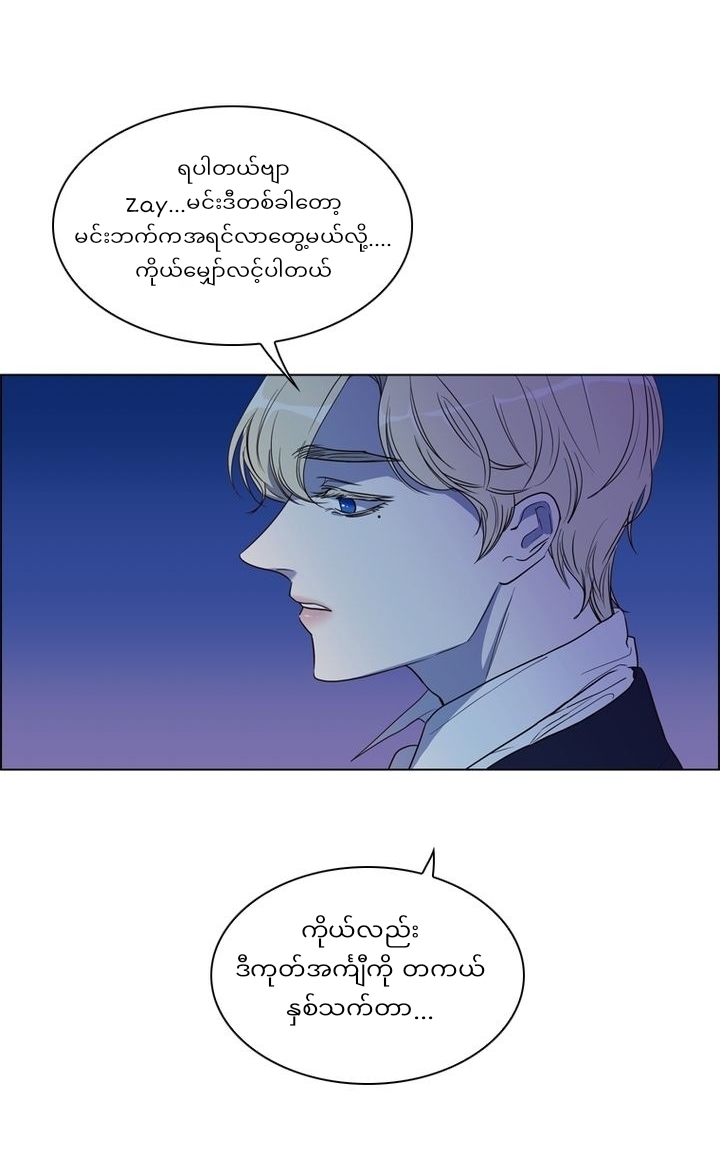 ရပါတယ်ဗျာ
Zay...မင်းဒီတစ်ခါတော့
မင်းဘက်ကအရင်လာတွေ့မယ်လို့....
ကိုယ်မျှော်လင့်ပါတယ်
ကိုယ်လည်း
ဒီကုတ်အင်္ကျီကို တကယ်
နှစ်သက်တာ...